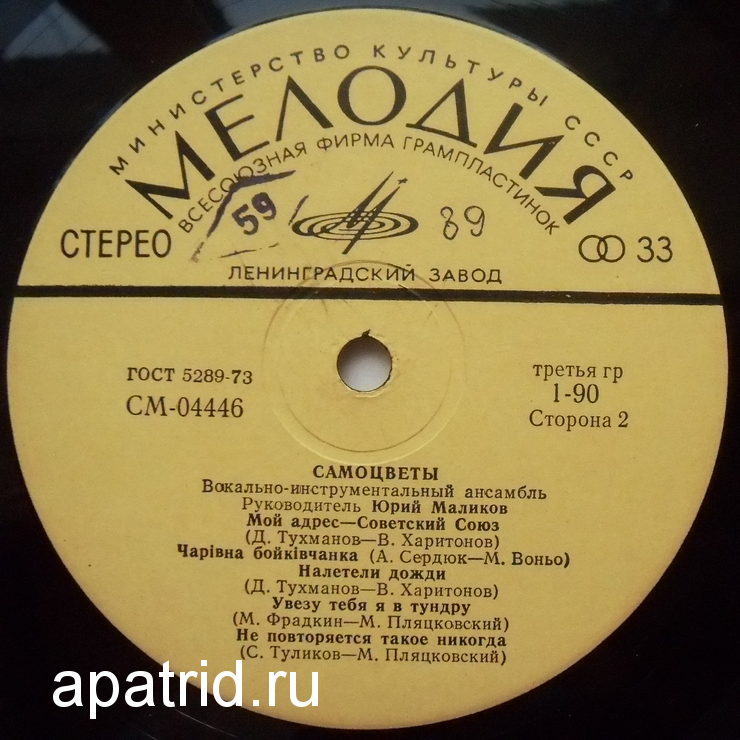 МИНИСТЕРСТВО КУЛЬТУРЫ СССР
МЕЛОДИЯ
ВСЕСОЮЗНАЯ ФИРМА ГРАМПЛАСТИНОК
59
89
СТЕРЕО
33
ЛЕНИНГРАДСКИЙ ЗАВОД
ГОСТ 5289-73
СМ-04446
третья гр
1-90
Сторона 2
САМОЦВЕТЫ
Вокально-инструментальный ансамбль
Руководитель Юрий Маликов
Мой адрес—Советский Союз
(Д. Тухманов—В. Харитонов)
Чарівна бойківчанка (А. Сердюк—М. Воньо)
Налетели дожди
(Д. Тухманов—В. Харитонов)
Увезу тебя я в тундру
(М. Фрадкин—М. Пляцковский)
Не повторяется такое никогда
(С. Туликов—М. Пляцковский)
apatrid.ru